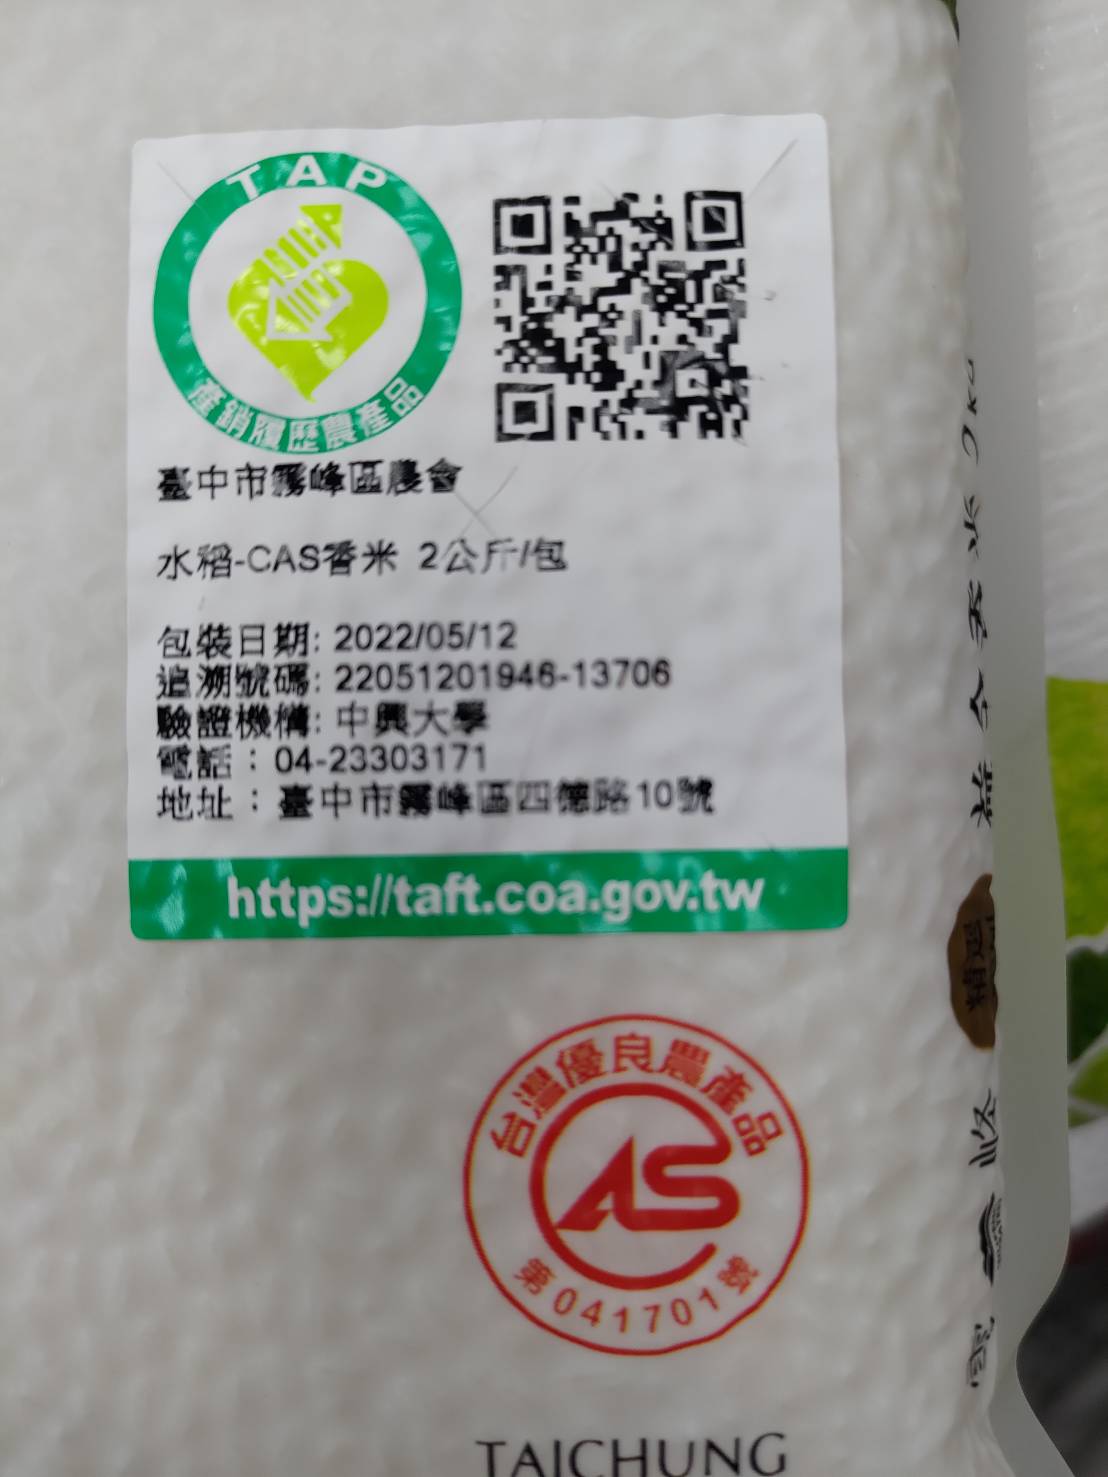 TAP
產銷履歷農產品
臺中市霧峰區農會
水稻-CAS香米 2公斤/包
包裝日期: 2022/05/12
追溯號碼: 22051201946-13706
驗證機構: 中興大學
電話：04-23303171
地址：臺中市霧峰區四德路10號
https://taft.coa.gov.tw
台灣優良農產品
CAS
第041701號
TAICHUNG
精選